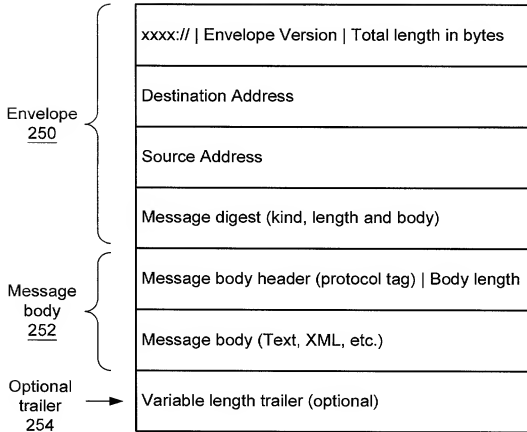 xxxx:// | Envelope Version | Total length in bytes
Destination Address
Envelope
250
Source Address
Message digest (kind, length and body)
Message body header (protocol tag) | Body length
Message
body
252
Message body (Text, XML, etc.)
Optional
trailer
254
Variable length trailer (optional)